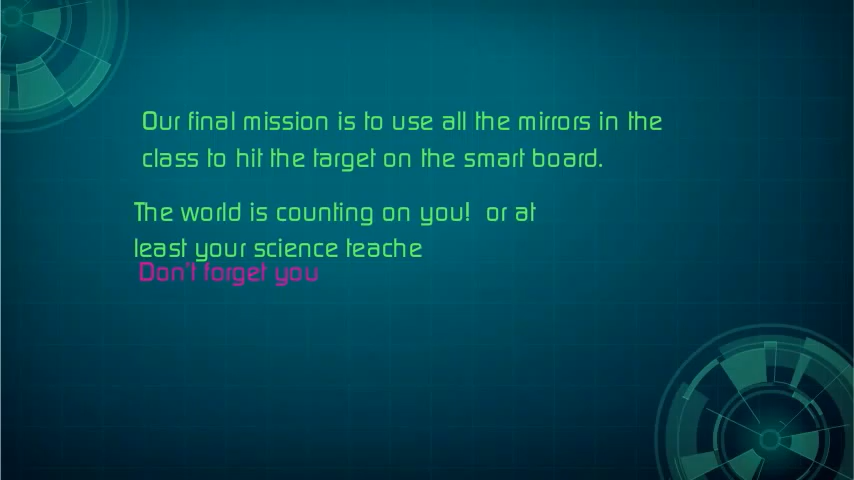 Our final mission is to use all the mirrors in the
class to hit the target on the smart board.
The world is counting on you!  or at
least your science teache
Don't forget you